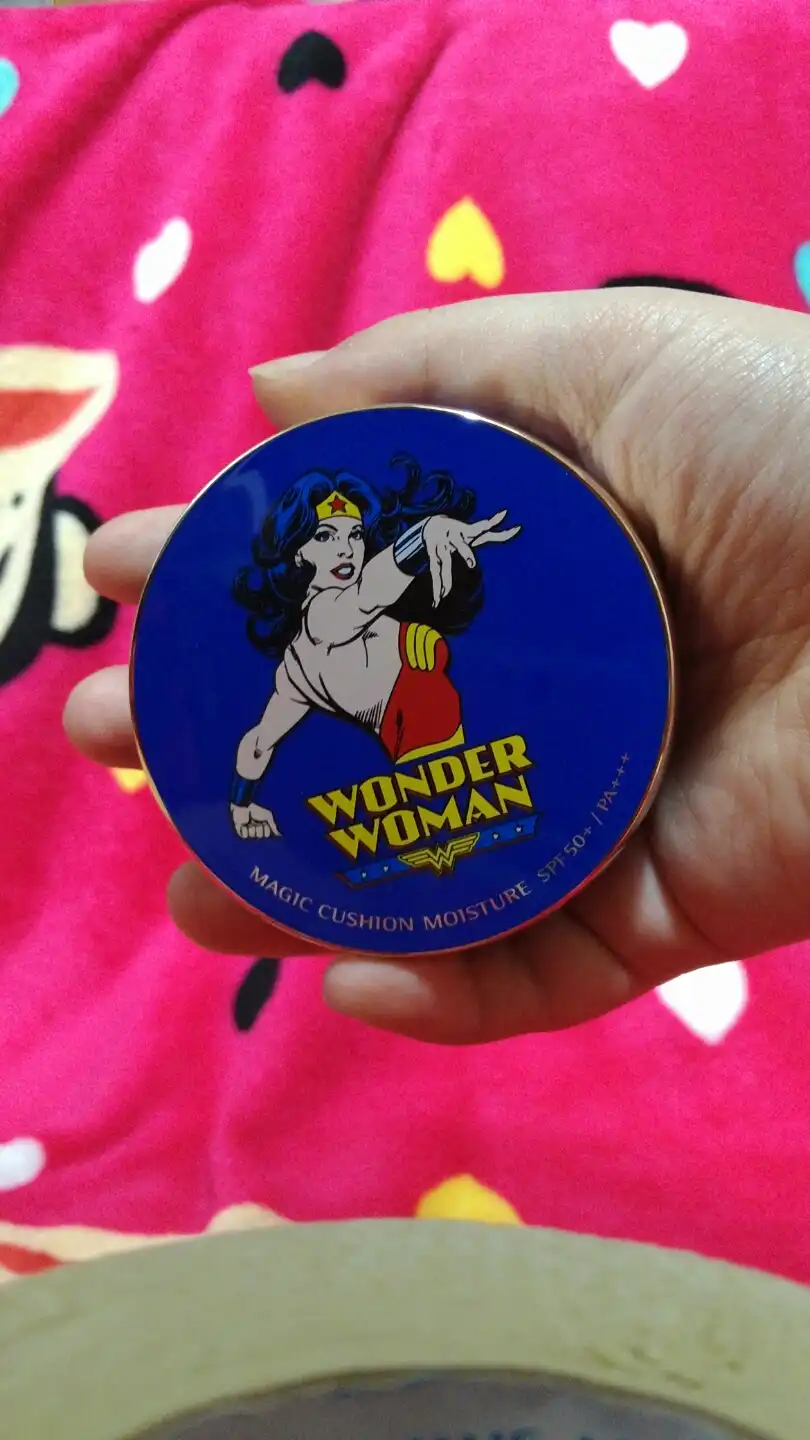 WONDER
WOMAN
MAGIC CUSHION MOISTURE SPF50+ / PA+++